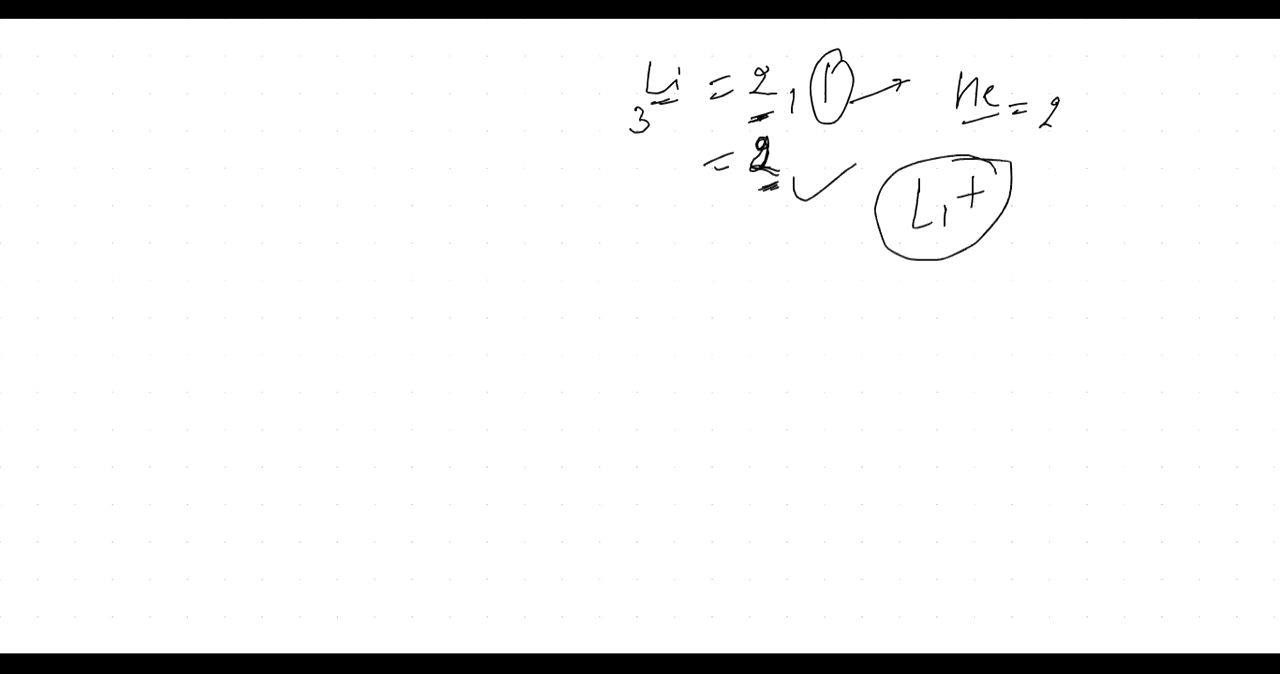 ₃Li = 2, 1 → He = 2
= 2 ✓ Li+